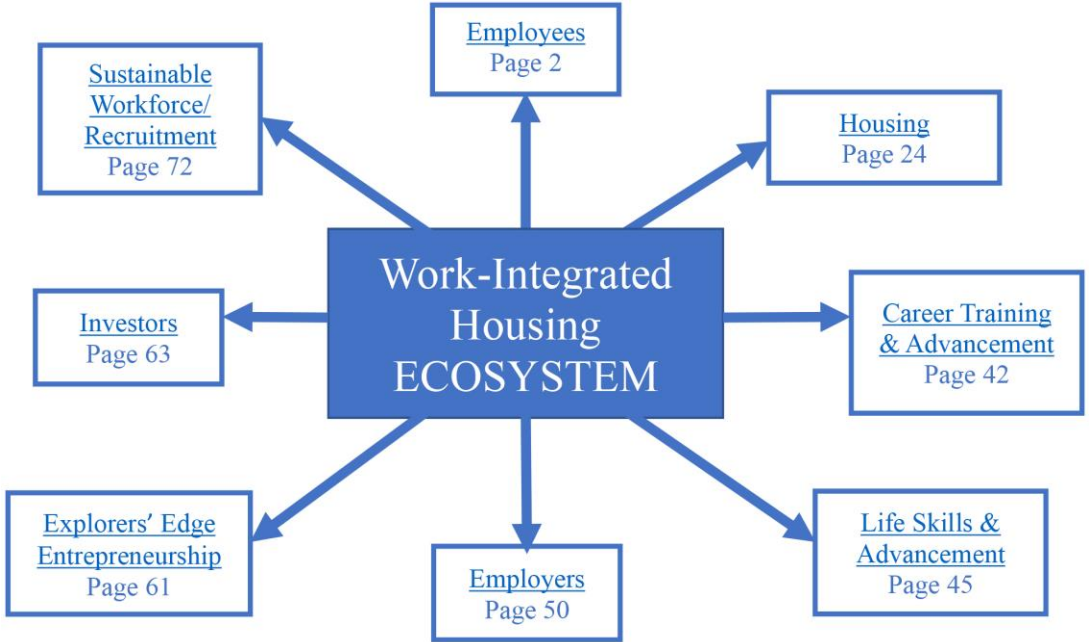 Employees
Page 2
Sustainable
Workforce/
Recruitment
Page 72
Housing
Page 24
Work-Integrated
Housing
ECOSYSTEM
Investors
Page 63
Career Training
& Advancement
Page 42
Explorers’ Edge
Entrepreneurship
Page 61
Employers
Page 50
Life Skills &
Advancement
Page 45